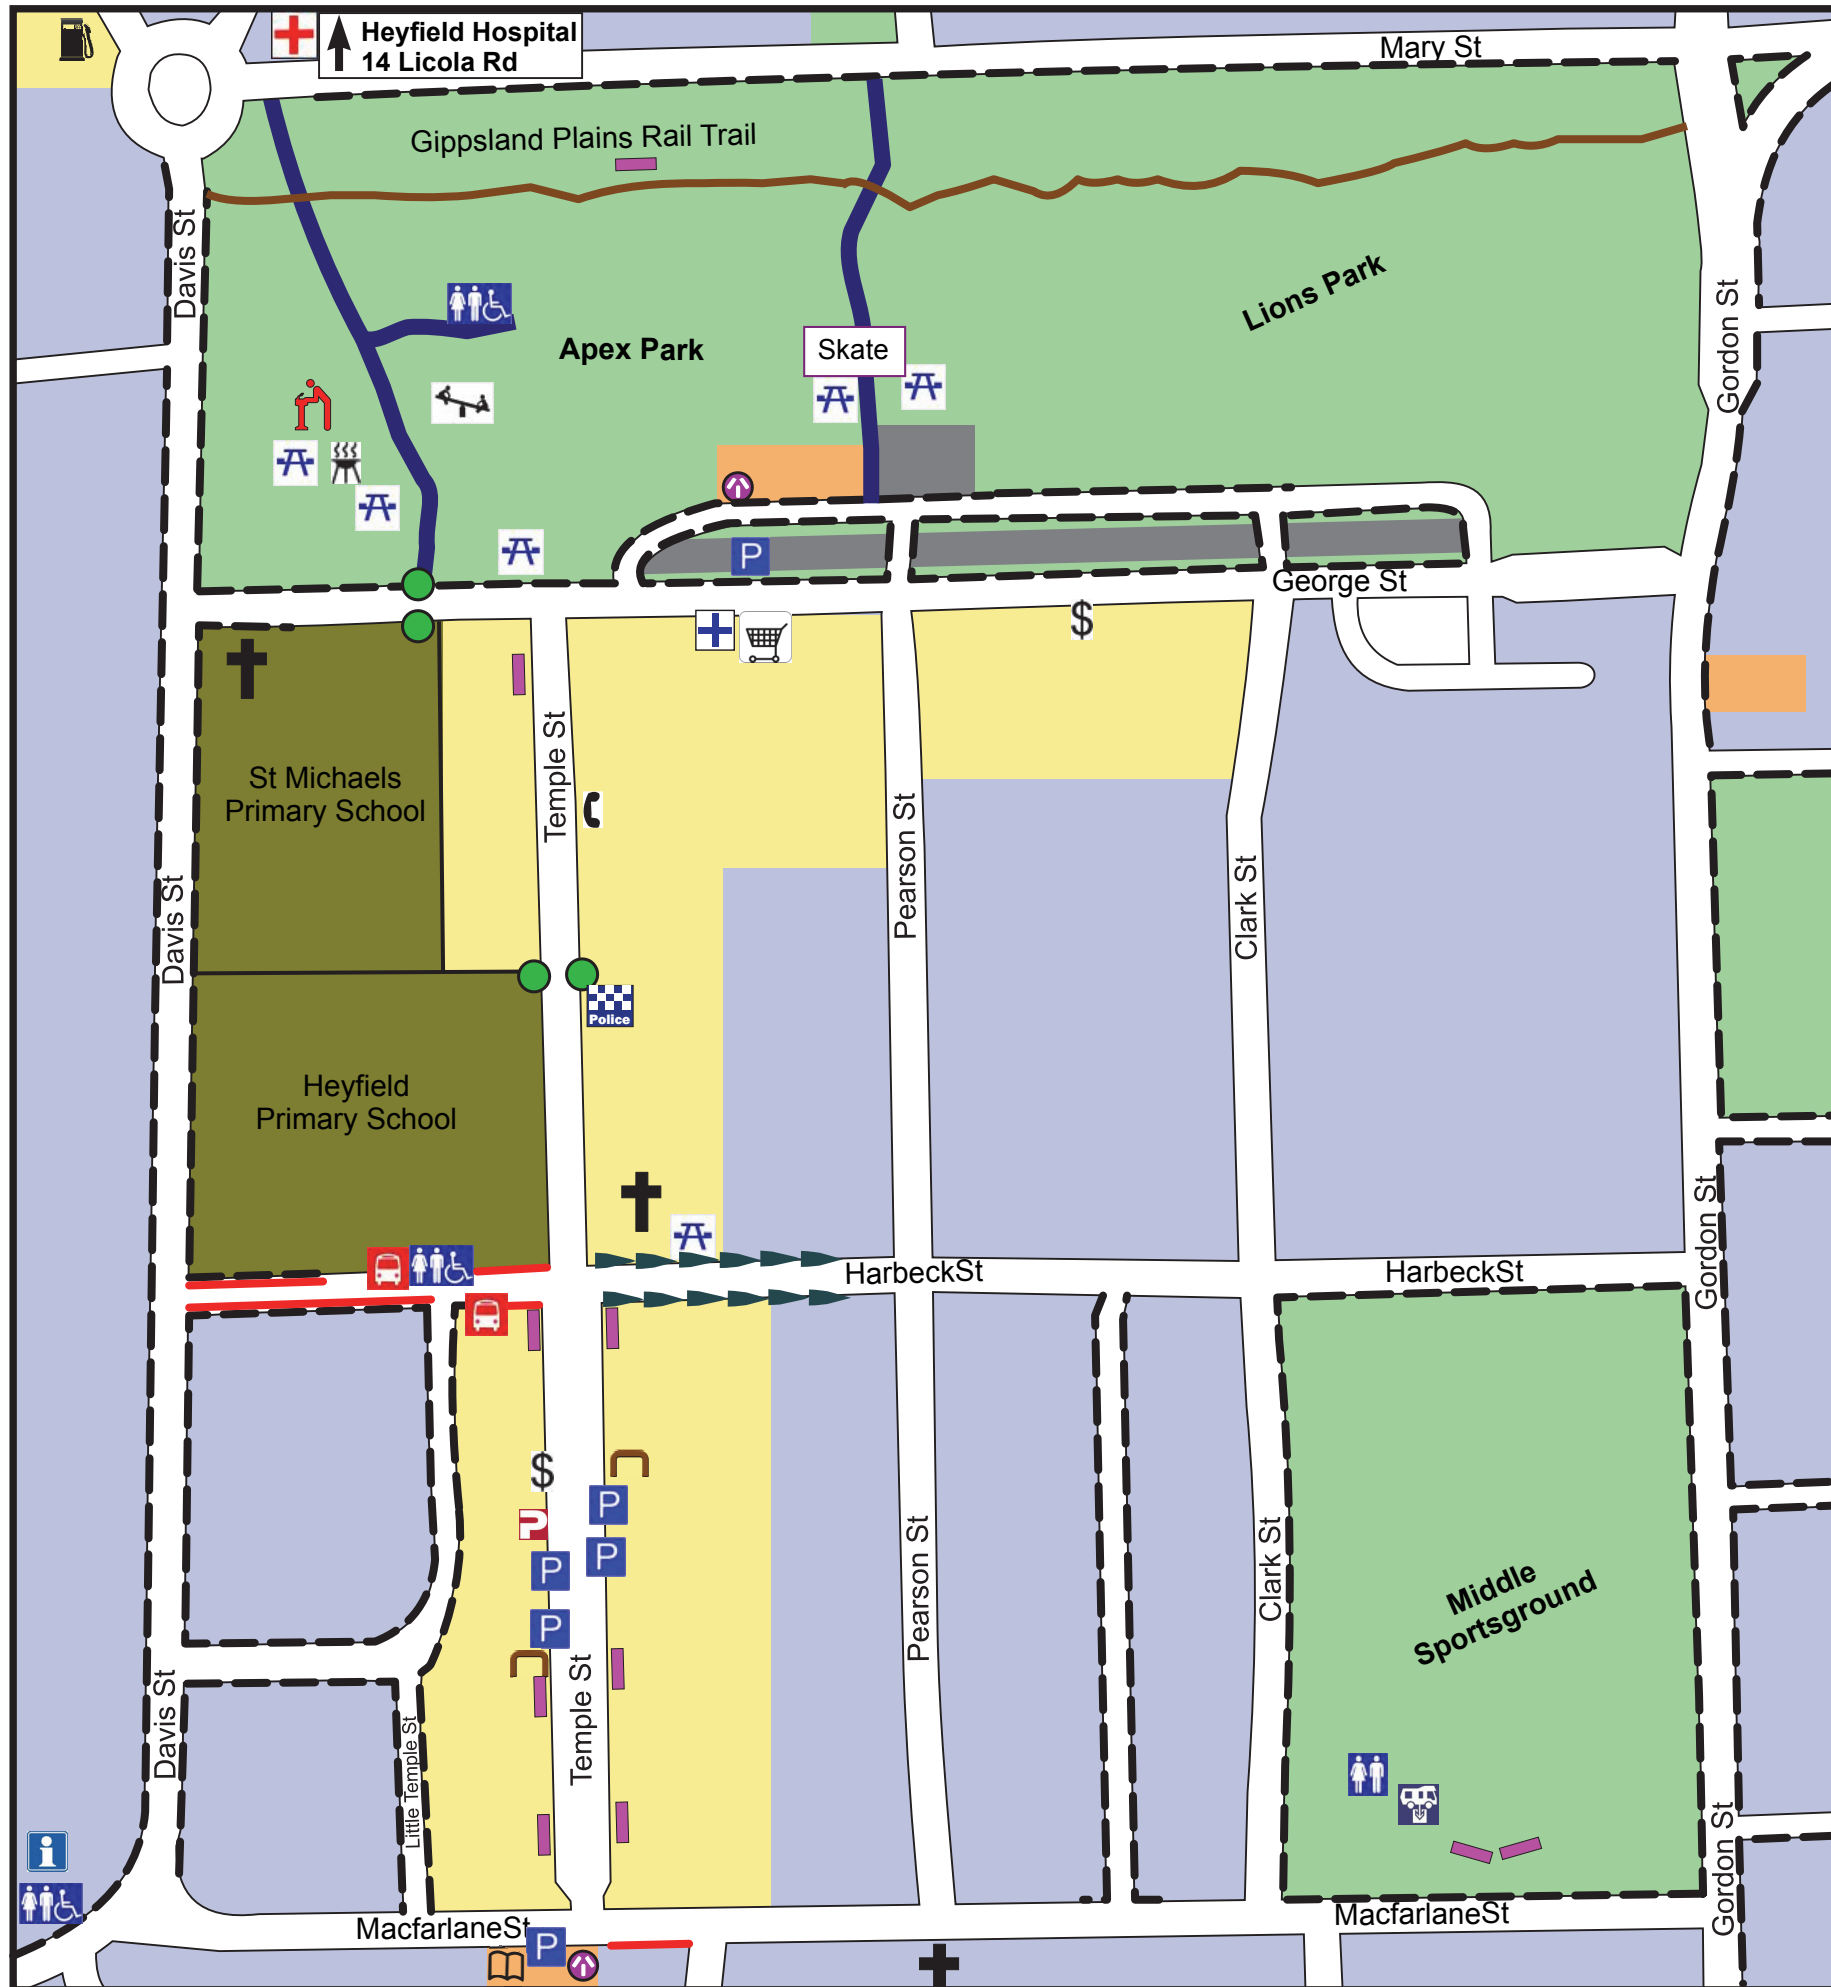 Heyfield Hospital
14 Licola Rd
Mary St
Gippsland Plains Rail Trail
Davis St
Lions Park
Gordon St
Apex Park
Skate
P
George St
$
St Michaels
Primary School
Temple St
Pearson St
Clark St
Davis St
Police
Heyfield
Primary School
HarbeckSt
HarbeckSt
Gordon St
$
P
P
P
P
P
Pearson St
Clark St
Middle
Sportsground
Davis St
Temple St
Little Temple St
i
Gordon St
MacfarlaneSt
MacfarlaneSt
P